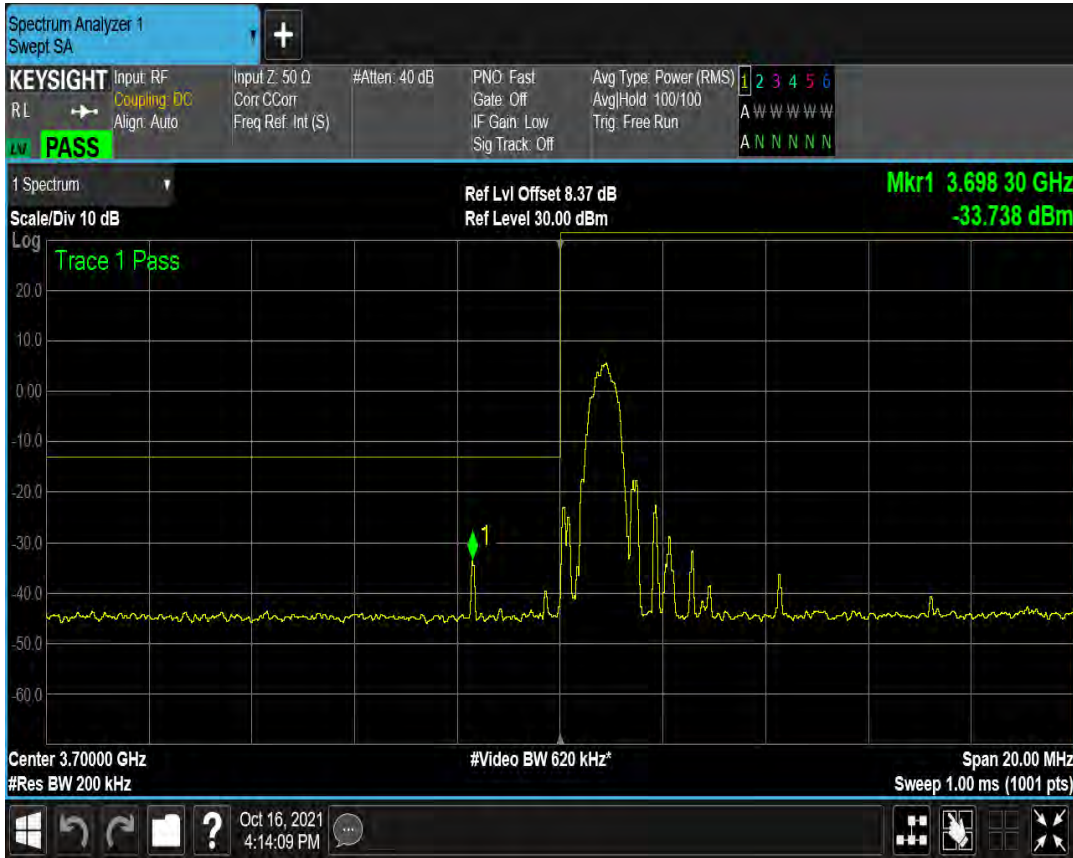 Spectrum Analyzer 1
Swept SA
KEYSIGHT
RL
LXI PASS
Input: RF
Coupling: DC
Align: Auto
Input Z: 50 Ω
Corr CCorr
Freq Ref: Int (S)
#Atten: 40 dB
PNO: Fast
Gate: Off
IF Gain: Low
Sig Track: Off
Avg Type: Power (RMS)
Avg|Hold: 100/100
Trig: Free Run
1 2 3 4 5 6
A W W W W W
A N N N N N
1 Spectrum
Scale/Div 10 dB
Ref Lvl Offset 8.37 dB
Ref Level 30.00 dBm
Mkr1 3.698 30 GHz
-33.738 dBm
Log
Trace 1 Pass
20.0
10.0
0.00
-10.0
-20.0
-30.0
-40.0
-50.0
-60.0
1
Center 3.70000 GHz
#Res BW 200 kHz
#Video BW 620 kHz*
Span 20.00 MHz
Sweep 1.00 ms (1001 pts)
?
Oct 16, 2021
4:14:09 PM